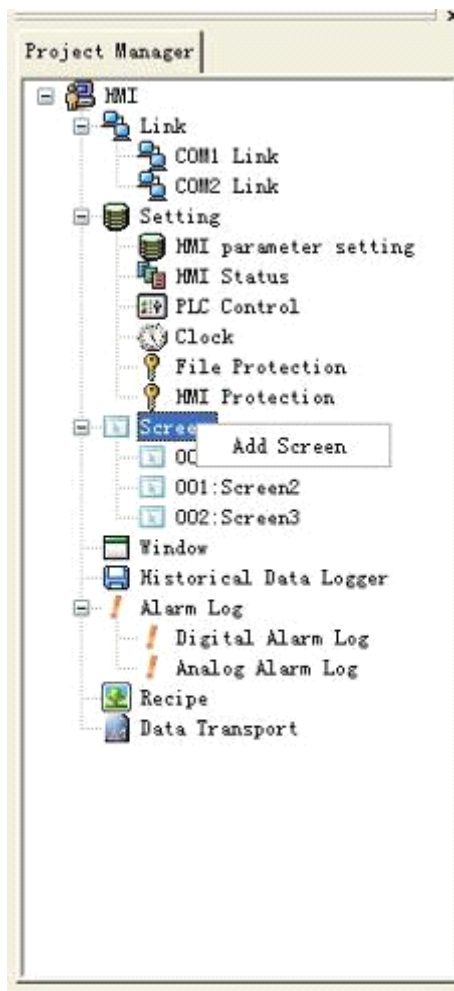 Project Manager
HMI
Link
COM1 Link
COM2 Link
Setting
HMI parameter setting
HMI Status
PLC Control
Clock
File Protection
HMI Protection
Add Screen
001:Screen2
002:Screen3
Window
Historical Data Logger
Alarm Log
Digital Alarm Log
Analog Alarm Log
Recipe
Data Transport